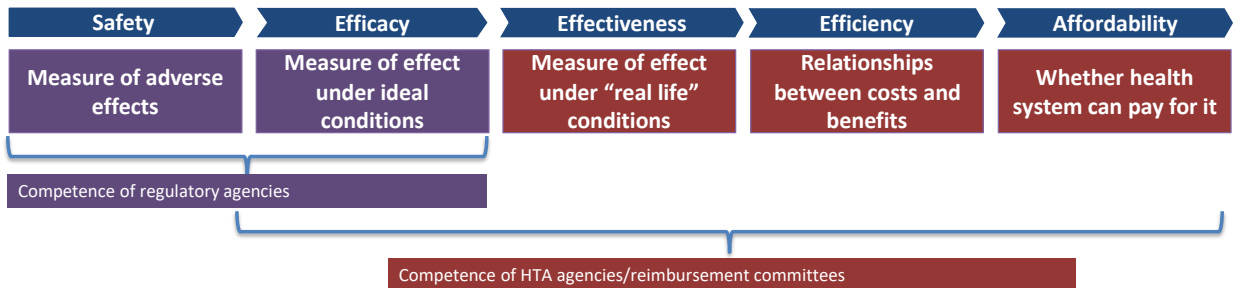 Safety
Efficacy
Effectiveness
Efficiency
Affordability
Measure of adverse
effects
Measure of effect
under ideal
conditions
Measure of effect
under “real life”
conditions
Relationships
between costs and
benefits
Whether health
system can pay for it
Competence of regulatory agencies
Competence of HTA agencies/reimbursement committees